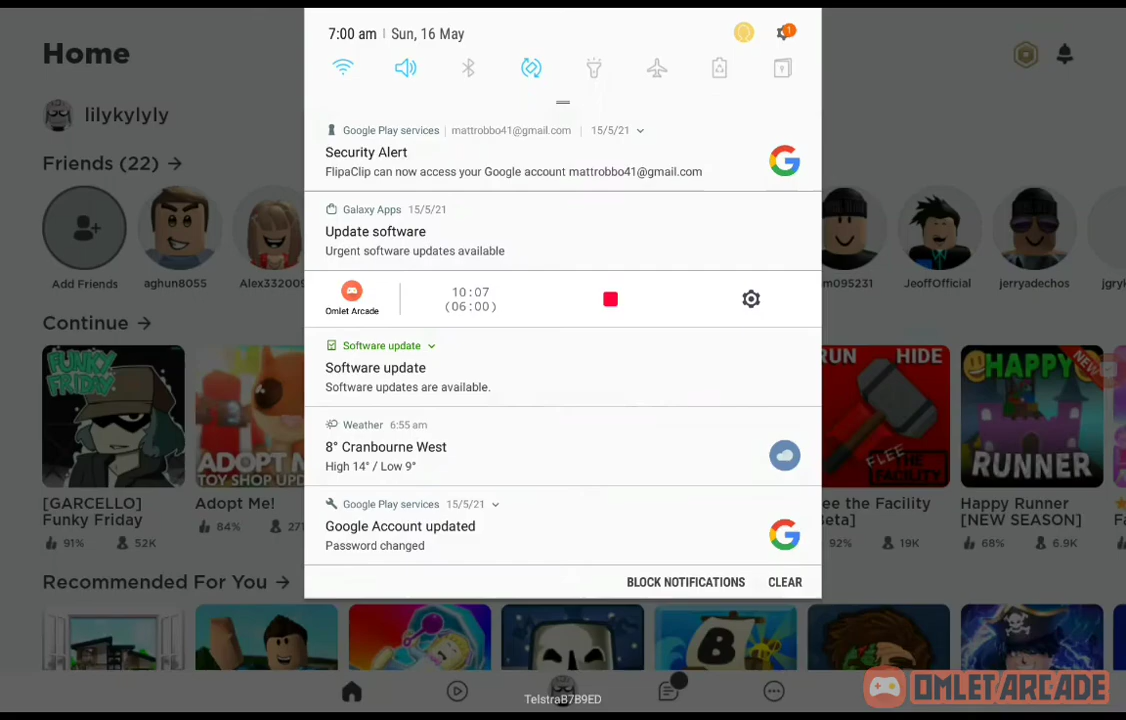 Home
7:00 am | Sun, 16 May
1
lilykylyly
Google Play services | mattrobbo41@gmail.com | 15/5/21
Security Alert
FlipaClip can now access your Google account mattrobbo41@gmail.com
Friends (22) →
Galaxy Apps 15/5/21
Update software
Urgent software updates available
Add Friends
aghun8055
Alex332009
m095231
JeoffOfficial
jerryadechos
jgryk
Omlet Arcade
10:07
(06:00)
Continue →
Software update
Software update
Software updates are available.
FUNKY
FRIDAY
ADOPT M
TOY SHOP UPD
RUN HIDE
FLEE
THE
FACILITY
HAPPY
RUNNER
NEW
Weather 6:55 am
8° Cranbourne West
High 14° / Low 9°
[GARCELLO]
Funky Friday
91% 52K
Adopt Me!
84% 271
ee the Facility
eta]
92% 19K
Happy Runner
[NEW SEASON]
68% 6.9K
Google Play services 15/5/21
Google Account updated
Password changed
BLOCK NOTIFICATIONS CLEAR
Recommended For You →
B
TelstraB7B9ED
OMLET ARCADE